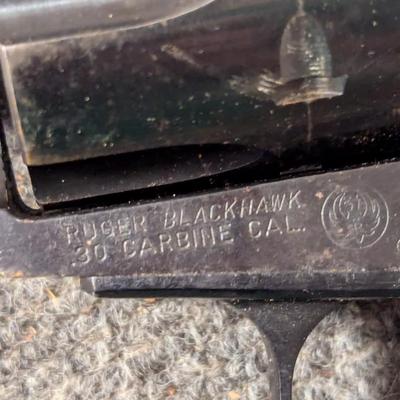 RUGER BLACKHAWK
.30 CARBINE CAL.